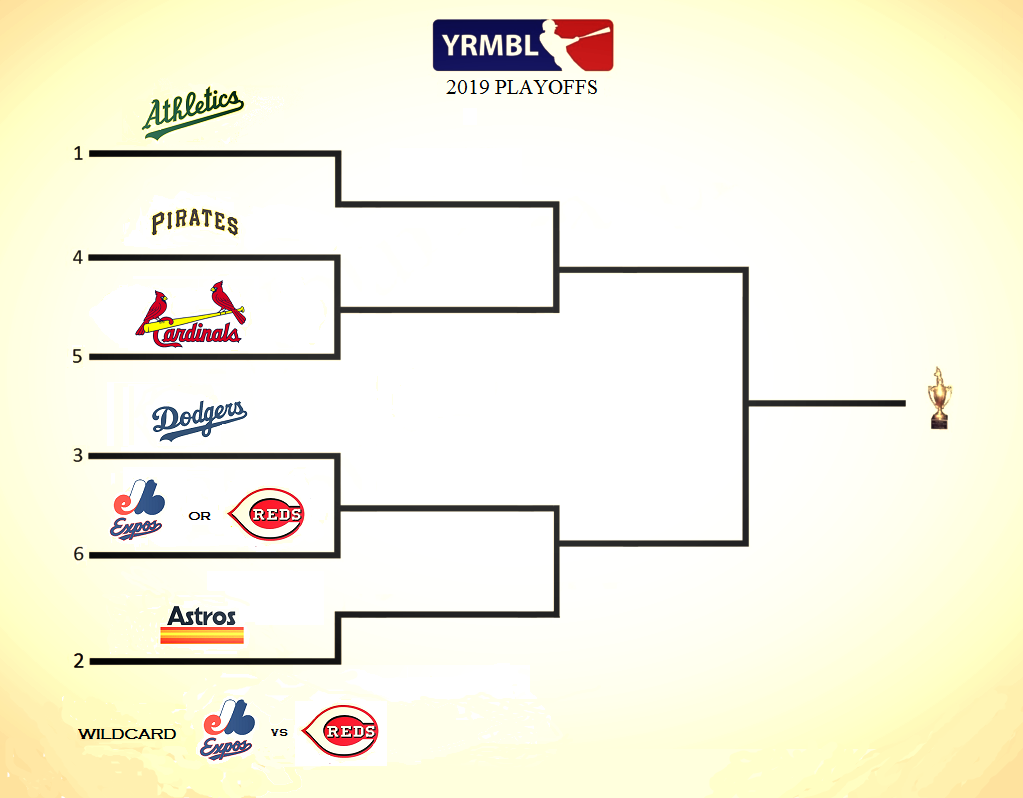 YRMBL
2019 PLAYOFFS
Athletics
1
PIRATES
4
Cardinals
5
Dodgers
3
Expos OR REDS
6
Astros
2
WILDCARD Expos VS REDS